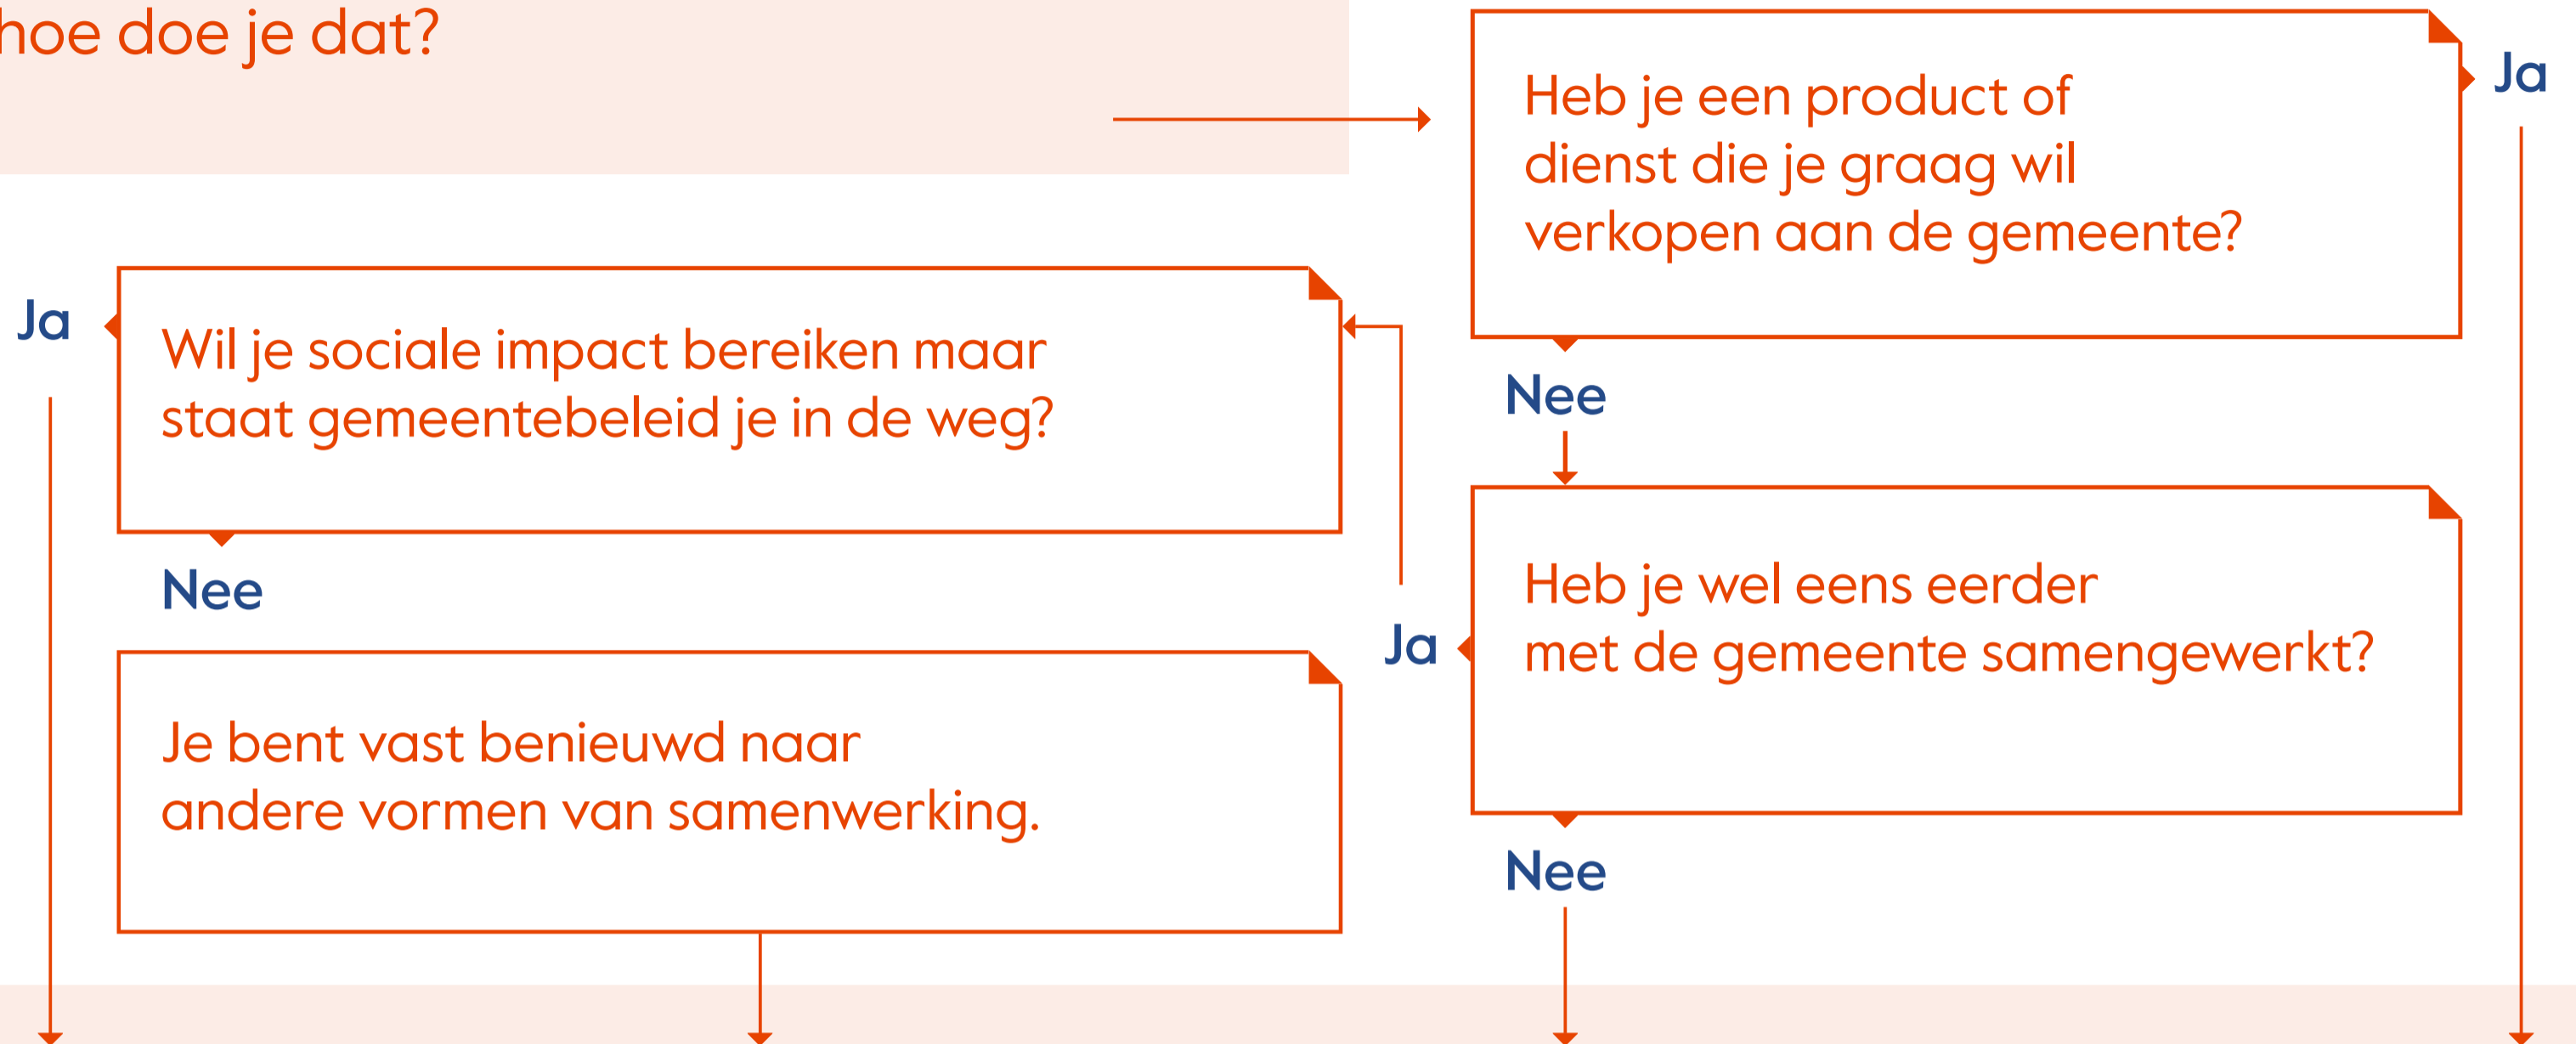 hoe doe je dat?
Heb je een product of
dienst die je graag wil
verkopen aan de gemeente?
Ja
Nee
Heb je wel eens eerder
met de gemeente samengewerkt?
Ja
Nee
Wil je sociale impact bereiken maar
staat gemeentebeleid je in de weg?
Ja
Nee
Je bent vast benieuwd naar
andere vormen van samenwerking.